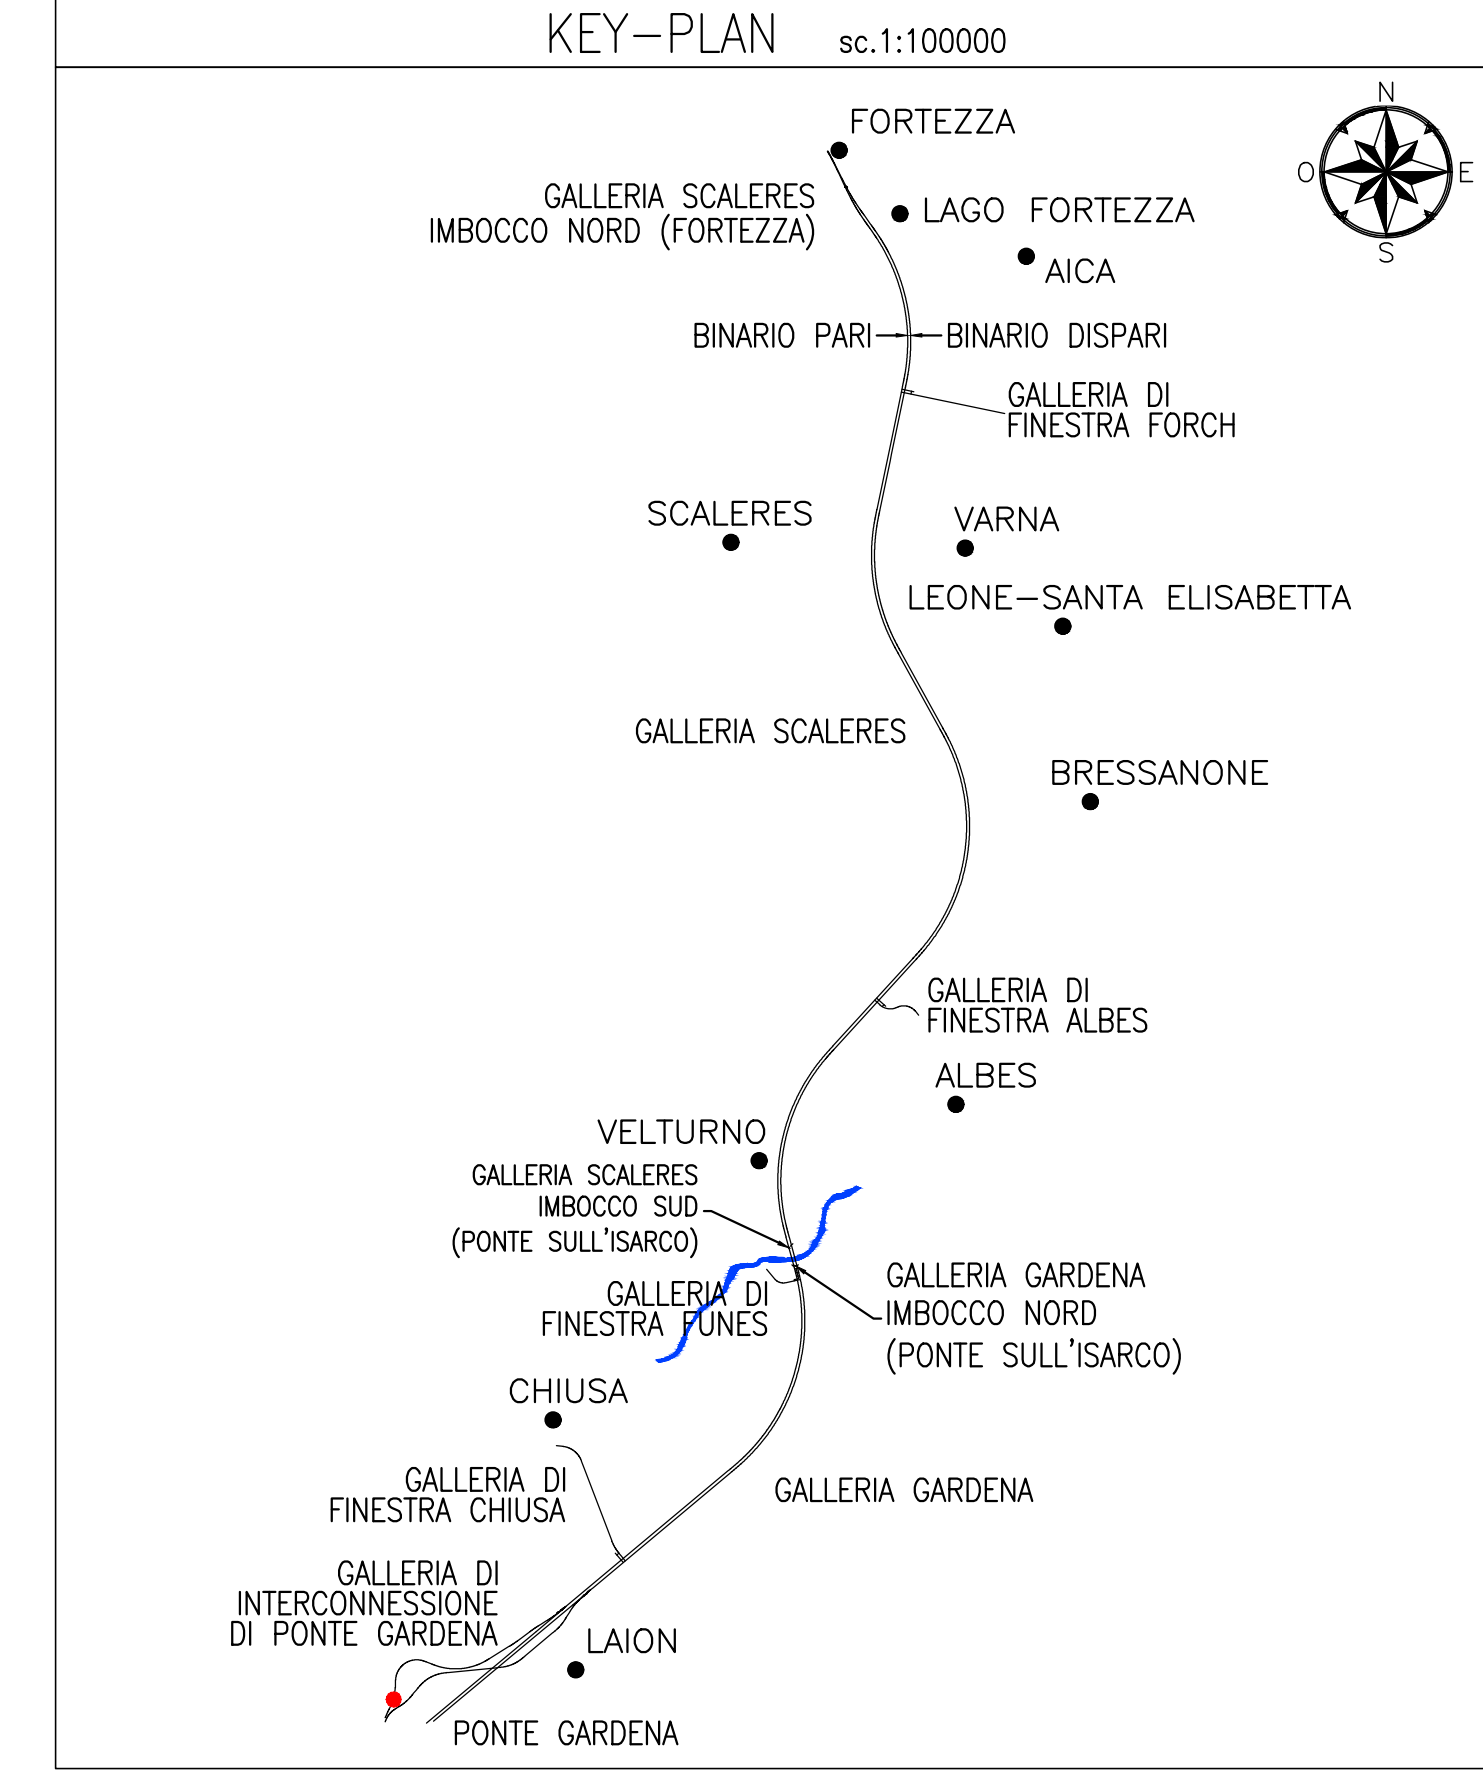 KEY-PLAN sc.1:100000
N
O
E
S
FORTEZZA
GALLERIA SCALERES
IMBOCCO NORD (FORTEZZA)
LAGO FORTEZZA
AICA
BINARIO PARI
BINARIO DISPARI
GALLERIA DI
FINESTRA FORCH
SCALERES
VARNA
LEONE-SANTA ELISABETTA
GALLERIA SCALERES
BRESSANONE
GALLERIA DI
FINESTRA ALBES
ALBES
VELTURNO
GALLERIA SCALERES
IMBOCCO SUD
(PONTE SULL'ISARCO)
GALLERIA DI
FINESTRA FUNES
GALLERIA GARDENA
IMBOCCO NORD
(PONTE SULL'ISARCO)
CHIUSA
GALLERIA DI
FINESTRA CHIUSA
GALLERIA GARDENA
GALLERIA DI
INTERCONNESSIONE
DI PONTE GARDENA
LAION
PONTE GARDENA